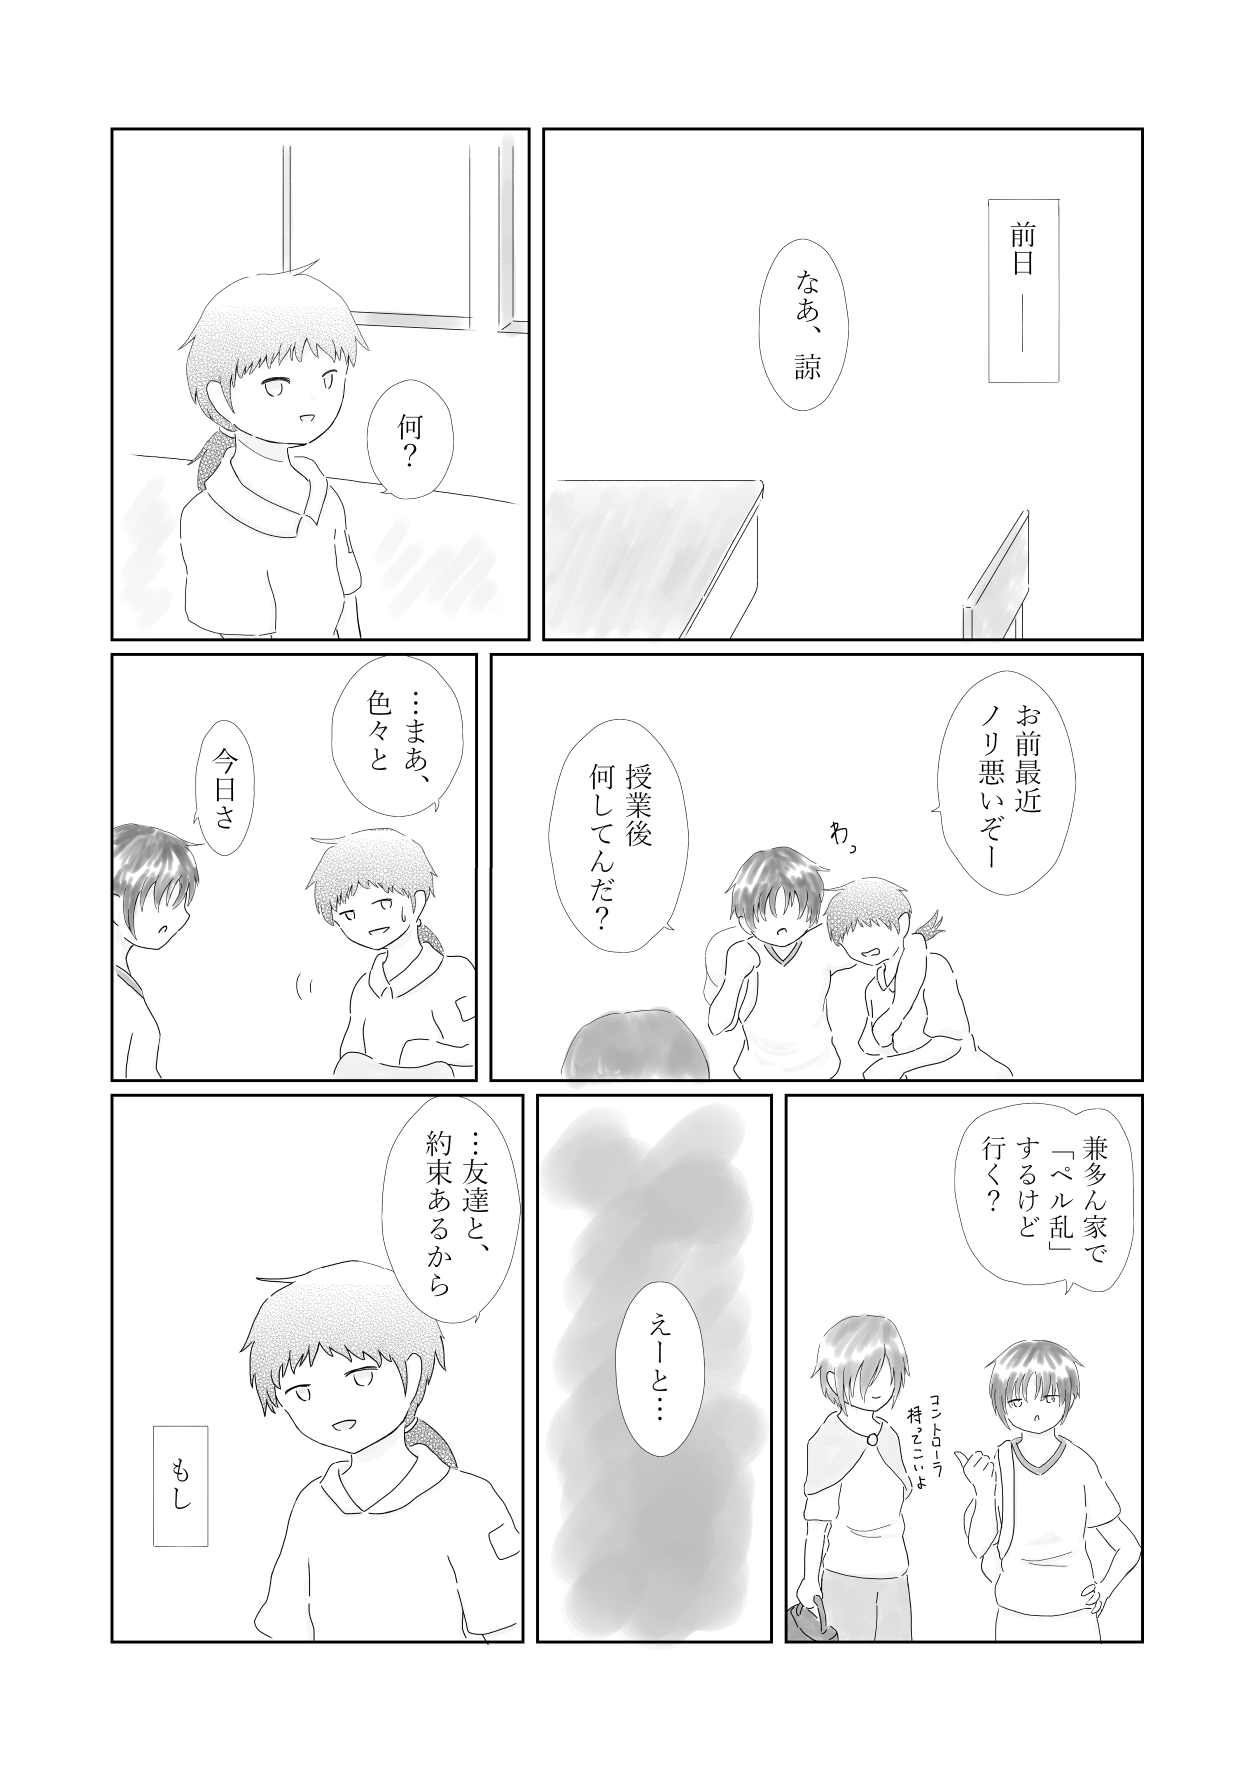 前日――
なあ、諒
何？
お前最近
ノリ悪いぞー
わっ
授業後
何してんだ？
…まあ、
色々と
今日さ
兼多ん家で
「ペル乱」
するけど
行く？
コントローラ
持ってこいよ
えーと…
…友達と、
約束あるから
もし